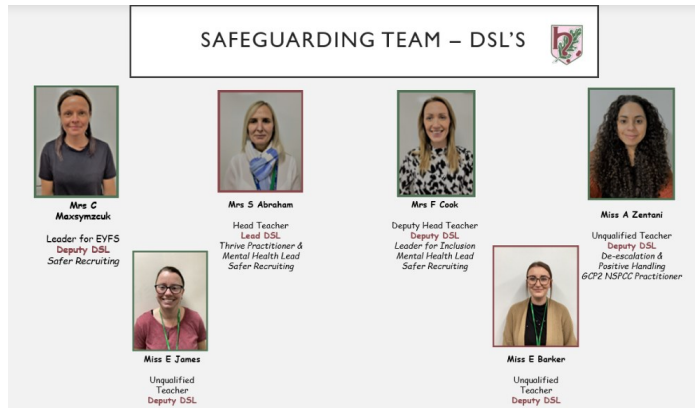 SAFEGUARDING TEAM – DSL'S
Mrs C
Maxsymzcuk
Leader for EYFS
Deputy DSL
Safer Recruiting
Mrs S Abraham
Head Teacher
Lead DSL
Thrive Practitioner &
Mental Health Lead
Safer Recruiting
Mrs F Cook
Deputy Head Teacher
Deputy DSL
Leader for Inclusion
Mental Health Lead
Safer Recruiting
Miss A Zentani
Unqualified Teacher
Deputy DSL
De-escalation &
Positive Handling
GCP2 NSPCC Practitioner
Miss E James
Unqualified
Teacher
Deputy DSL
Miss E Barker
Unqualified
Teacher
Deputy DSL